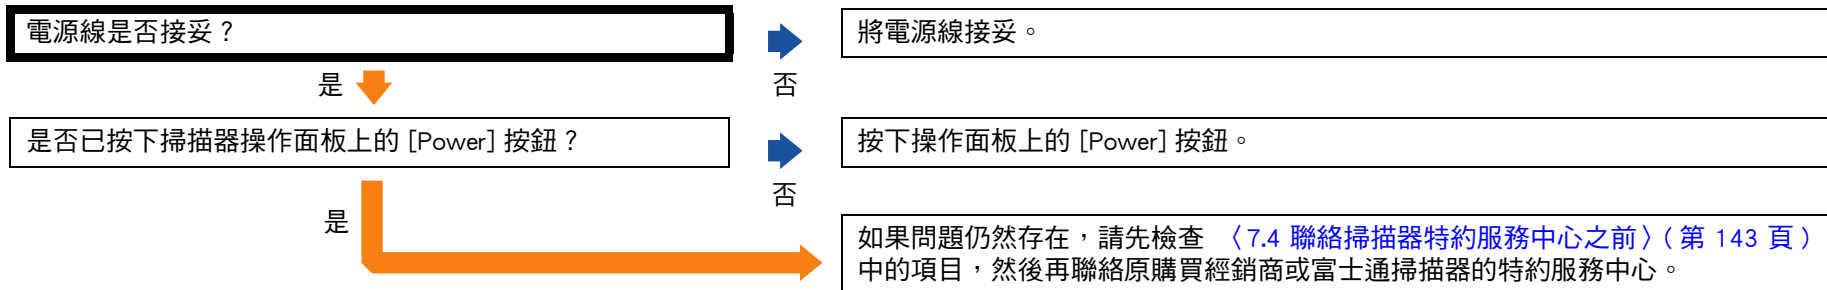 電源線是否接妥？
將電源線接妥。
是
否
是否已按下掃描器操作面板上的 [Power] 按鈕？
按下操作面板上的 [Power] 按鈕。
否
是
如果問題仍然存在，請先檢查 〈7.4 聯絡掃描器特約服務中心之前〉( 第 143 頁 )
中的項目，然後再聯絡原購買經銷商或富士通掃描器的特約服務中心。